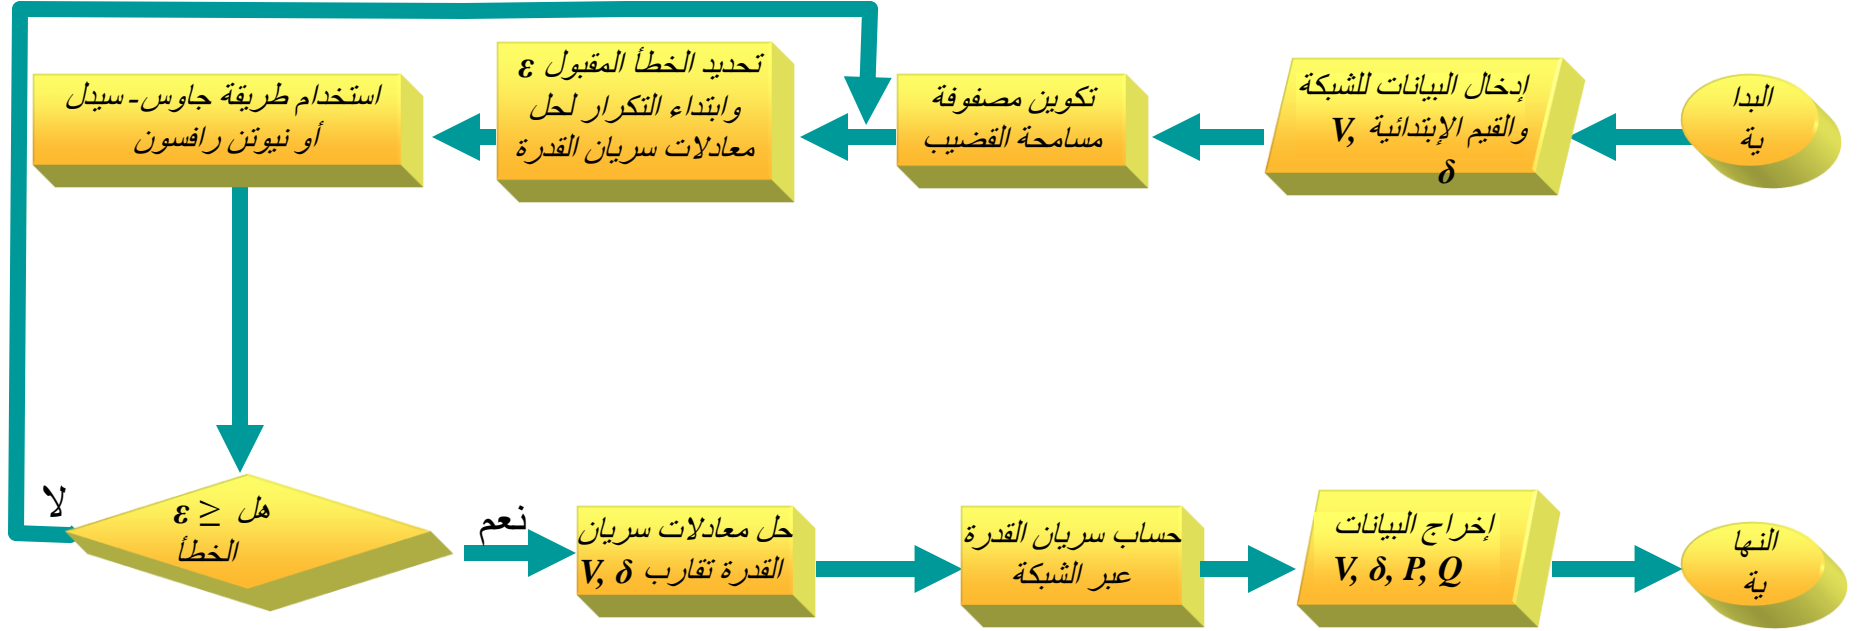 البدا
ية
إدخال البيانات للشبكة
والقيم الإبتدائية V,
δ
تكوين مصفوفة
مسامحة القضيب
تحديد الخطأ المقبول ε
وابتداء التكرار لحل
معادلات سريان القدرة
استخدام طريقة جاوس-سيدل
أو نيوتن رافسون
هل ε ≥
الخطأ
لا
نعم
حل معادلات سريان
القدرة تقارب V, δ
حساب سريان القدرة
عبر الشبكة
إخراج البيانات
V, δ, P, Q
النها
ية